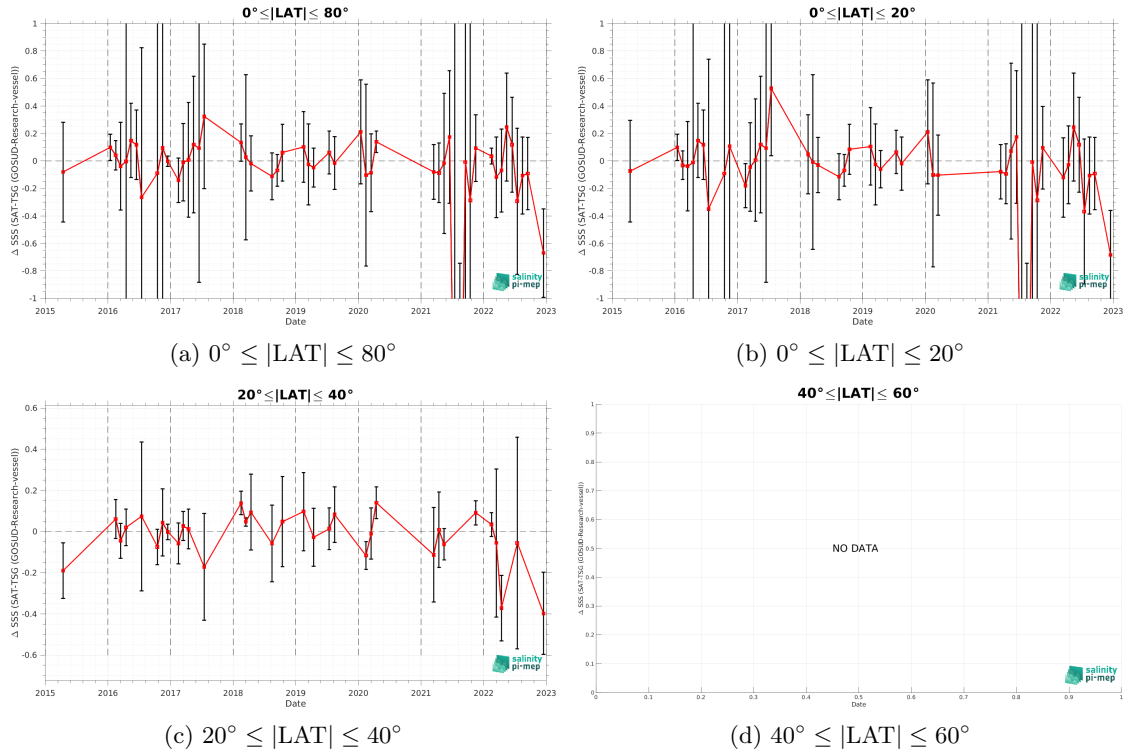 0°≤|LAT|≤ 80°
Δ SSS (SAT-TSG (GOSUD-Research-vessel))
1
0.8
0.6
0.4
0.2
0
-0.2
-0.4
-0.6
-0.8
-1
2015 2016 2017 2018 2019 2020 2021 2022 2023
Date
salinity
pi-mep
(a) 0° ≤ |LAT| ≤ 80°
0°≤|LAT|≤ 20°
Δ SSS (SAT-TSG (GOSUD-Research-vessel))
1
0.8
0.6
0.4
0.2
0
-0.2
-0.4
-0.6
-0.8
-1
2015 2016 2017 2018 2019 2020 2021 2022 2023
Date
salinity
pi-mep
(b) 0° ≤ |LAT| ≤ 20°
20°≤|LAT|≤ 40°
Δ SSS (SAT-TSG (GOSUD-Research-vessel))
0.6
0.4
0.2
0
-0.2
-0.4
-0.6
2015 2016 2017 2018 2019 2020 2021 2022 2023
Date
salinity
pi-mep
(c) 20° ≤ |LAT| ≤ 40°
40°≤|LAT|≤ 60°
Δ SSS (SAT-TSG (GOSUD-Research-vessel))
1
0.9
0.8
0.7
0.6
0.5
0.4
0.3
0.2
0.1
0
NO DATA
0 0.1 0.2 0.3 0.4 0.5 0.6 0.7 0.8 0.9 1
Date
salinity
pi-mep
(d) 40° ≤ |LAT| ≤ 60°